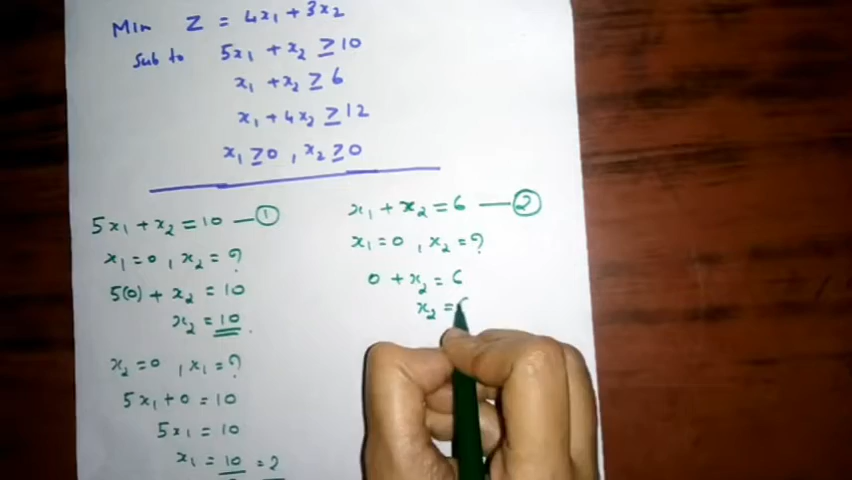 Min Z = 4x₁ + 3x₂
Sub to 5x₁ + x₂ ≥ 10
x₁ + x₂ ≥ 6
x₁ + 4x₂ ≥ 12
x₁ ≥ 0 , x₂ ≥ 0
5x₁ + x₂ = 10 — ①
x₁ = 0 , x₂ = ?
5(0) + x₂ = 10
x₂ = 10
x₂ = 0 , x₁ = ?
5x₁ + 0 = 10
5x₁ = 10
x₁ = 10 = 2
x₁ + x₂ = 6 — ②
x₁ = 0 , x₂ = ?
0 + x₂ = 6
x₂ =